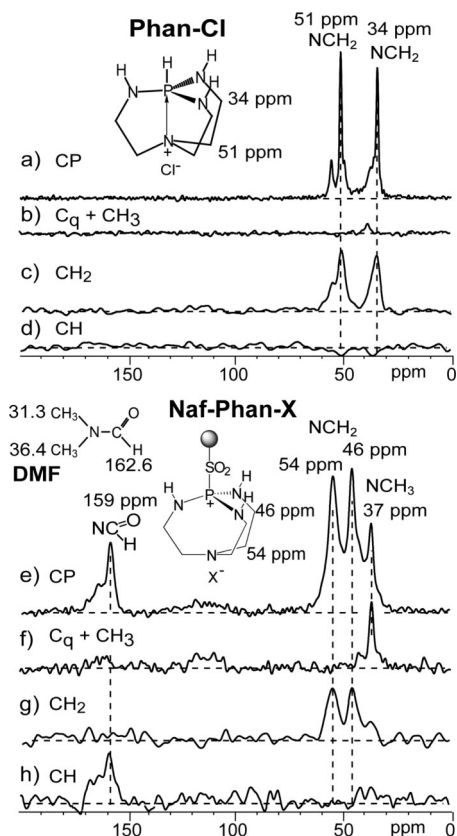 Phan-Cl
51 ppm
NCH2
34 ppm
NCH2
H
H
N
P
N
H
N
H
34 ppm
N
+
51 ppm
Cl-
a) CP
b) Cq + CH3
c) CH2
d) CH
150
100
50
ppm
0
Naf-Phan-X
31.3 CH3
N-C
O
H
36.4 CH3
162.6
DMF
SO2
H
N
P
+
N
H
N
H
46 ppm
N
54 ppm
X-
NCH2
54 ppm
46 ppm
NCH3
37 ppm
159 ppm
NC
O
H
e) CP
f) Cq + CH3
g) CH2
h) CH
150
100
50
ppm
0